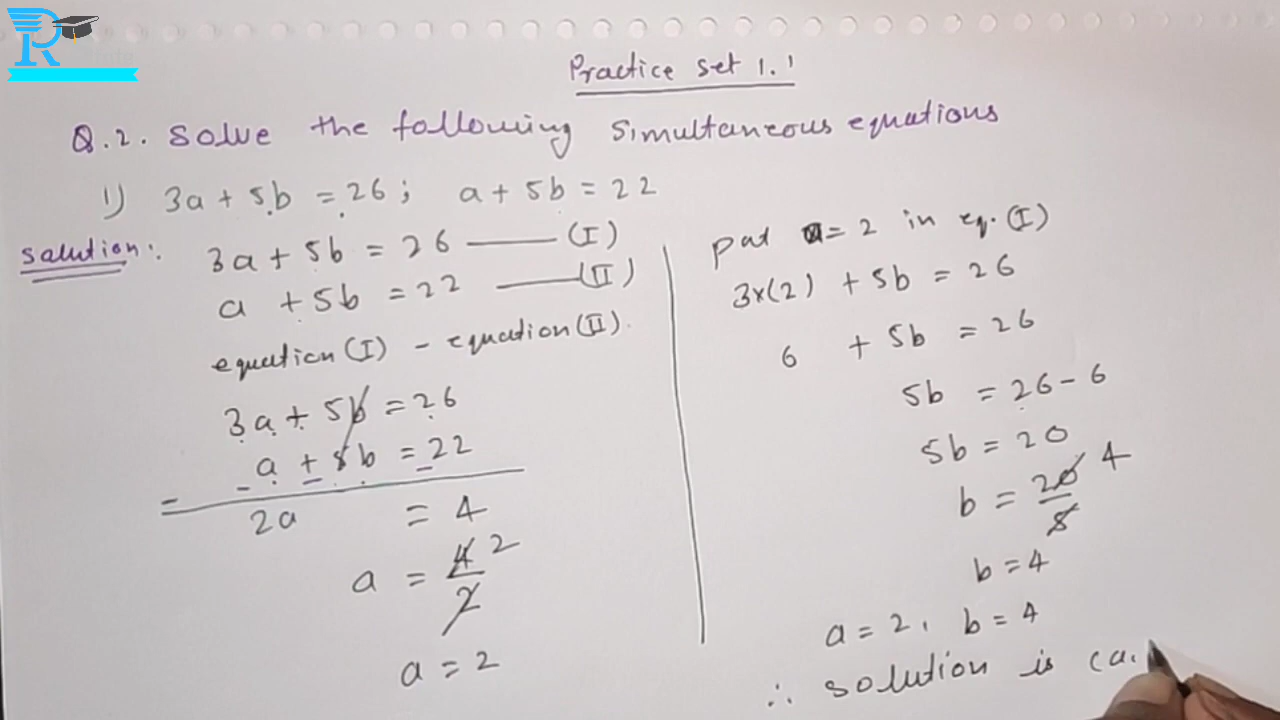 Practice Set 1.1
Q.2. Solve the following Simultaneous equations
1) 3a + 5b = 26 ; a + 5b = 22
Solution:
3a + 5b = 26 —— (I)
a + 5b = 22 —— (II)
equation (I) - equation (II).
3a + 5b = 26
a + 5b = 22
- - -
2a = 4
a = 4/2 2
a = 2
put a = 2 in eq. (I)
3×(2) + 5b = 26
6 + 5b = 26
5b = 26 - 6
5b = 20
b = 20/5 4
b = 4
a = 2, b = 4
∴ solution is (a,